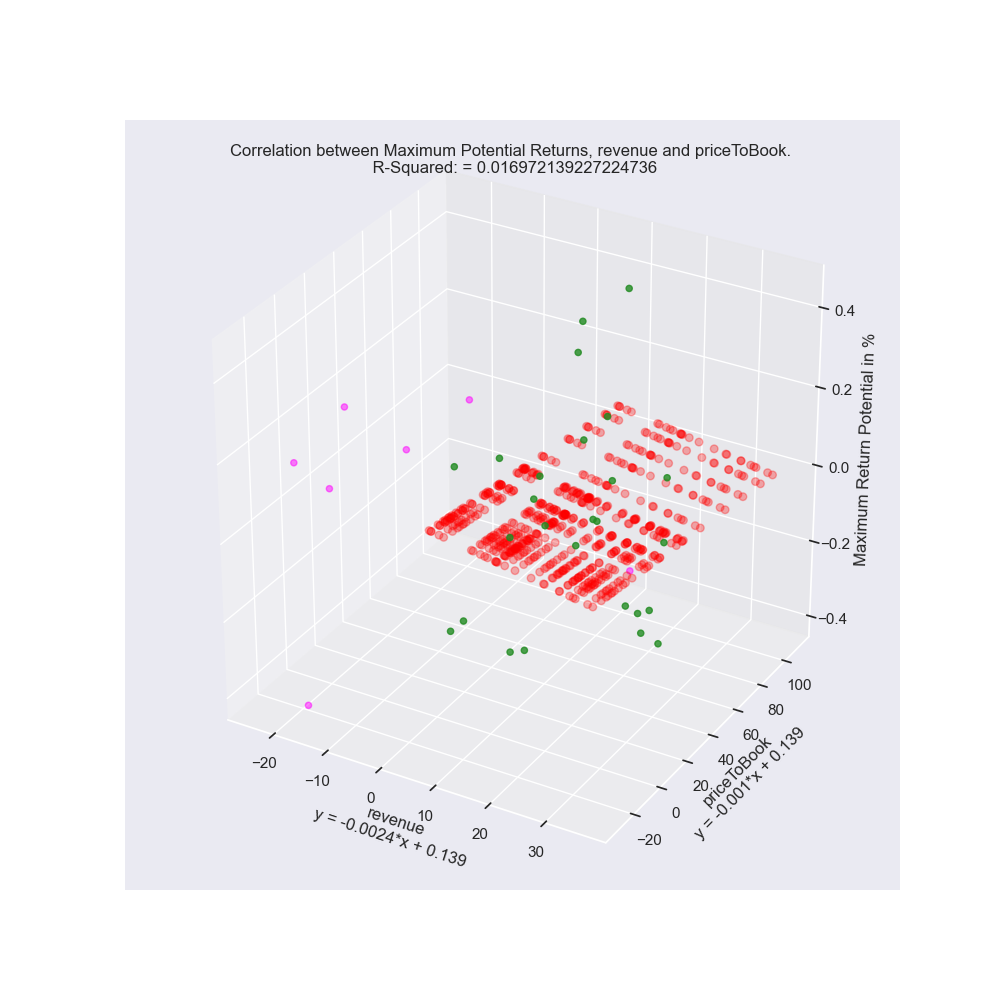 Correlation between Maximum Potential Returns, revenue and priceToBook.
R-Squared: = 0.016972139227224736
0.4
0.2
0.0
−0.2
−0.4
Maximum Return Potential in %
100
80
60
40
20
0
−20
priceToBook
y = -0.001*x + 0.139
−20
−10
0
10
20
30
revenue
y = -0.0024*x + 0.139